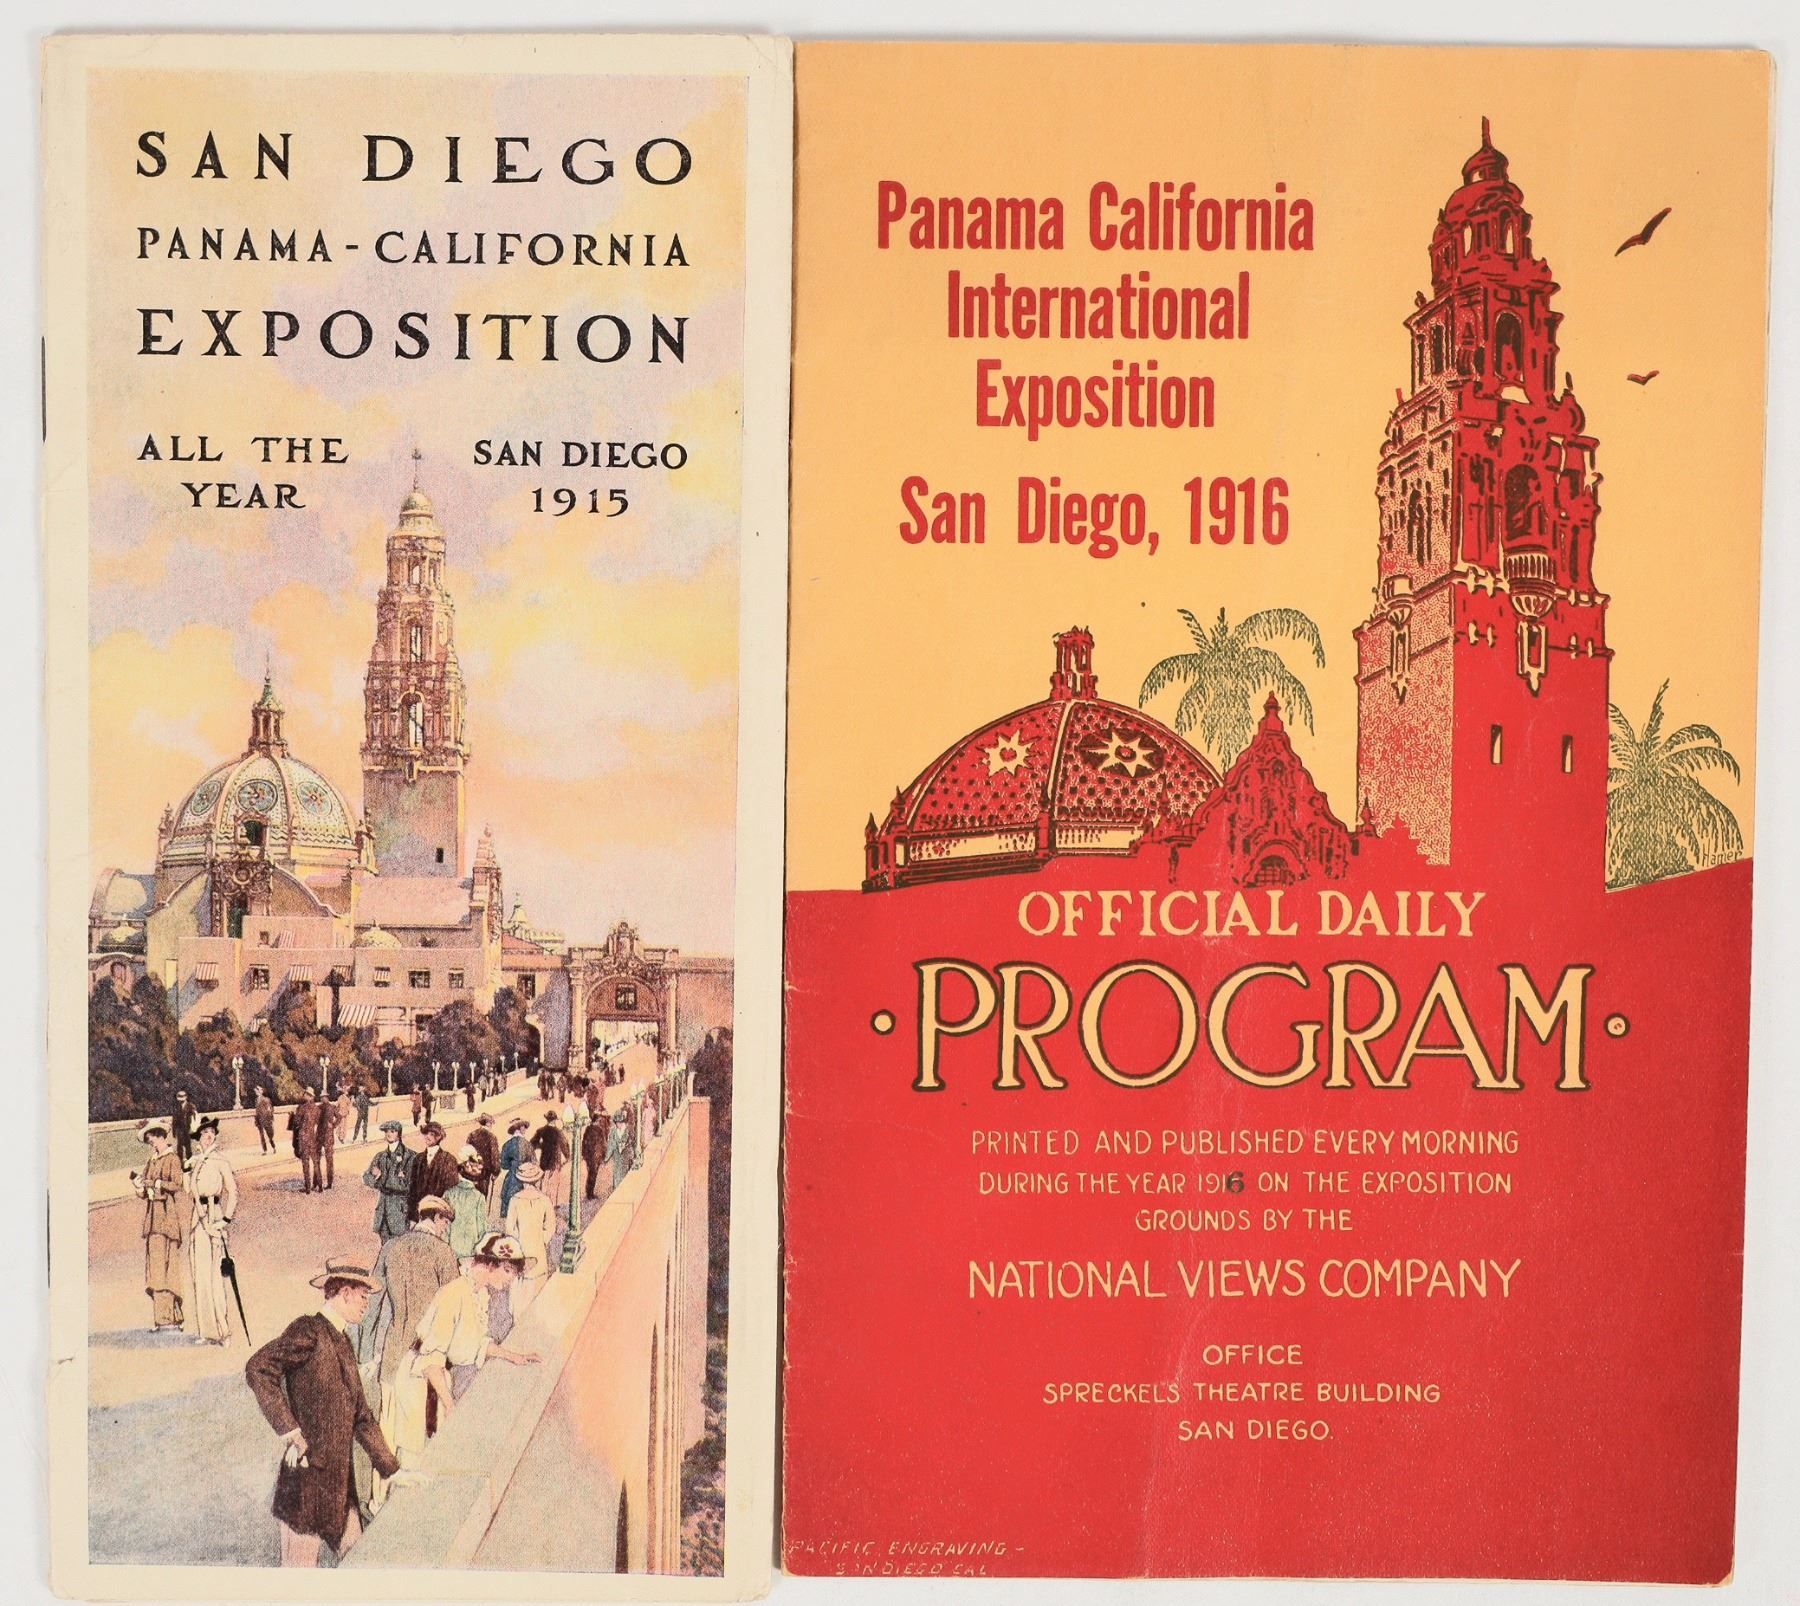 SAN DIEGO
PANAMA-CALIFORNIA
EXPOSITION
ALL THE
YEAR
SAN DIEGO
1915
Panama California
International
Exposition
San Diego, 1916
Hamer
OFFICIAL DAILY
·PROGRAM·
PRINTED AND PUBLISHED EVERY MORNING
DURING THE YEAR 1916 ON THE EXPOSITION
GROUNDS BY THE
NATIONAL VIEWS COMPANY
OFFICE
SPRECKELS THEATRE BUILDING
SAN DIEGO.
PACIFIC ENGRAVING-
SAN DIEGO CAL